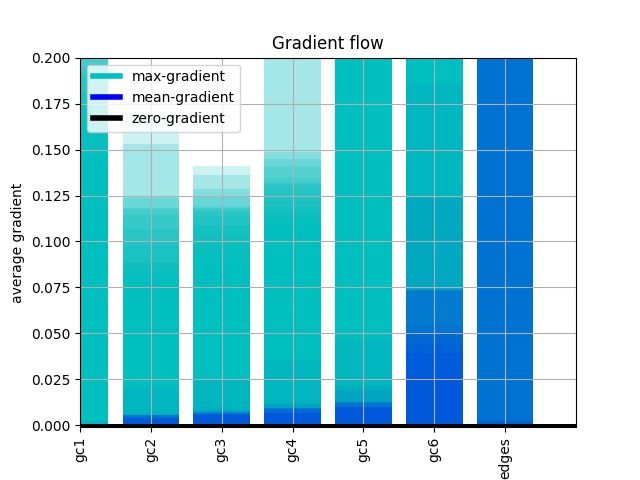 Gradient flow
max-gradient
mean-gradient
zero-gradient
average gradient
0.200
0.175
0.150
0.125
0.100
0.075
0.050
0.025
0.000
gc1
gc2
gc3
gc4
gc5
gc6
edges